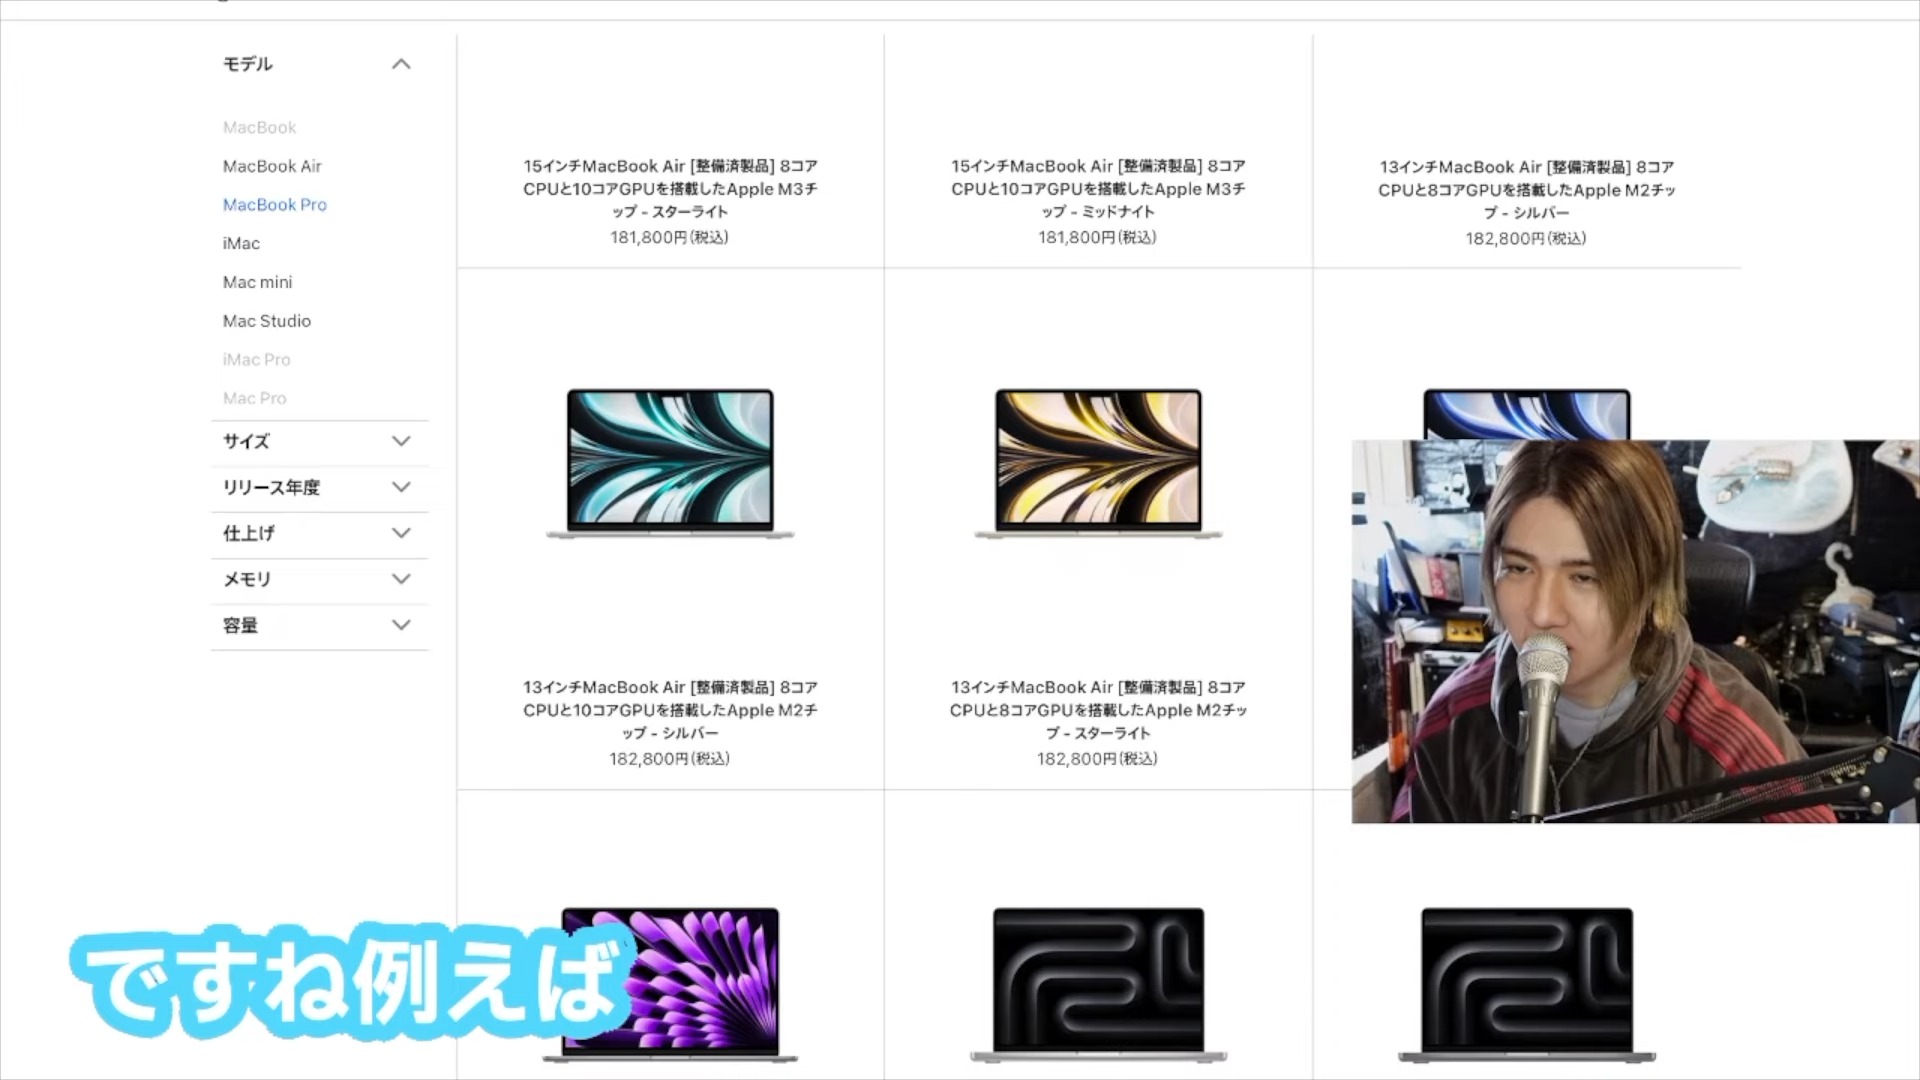 モデル
MacBook
MacBook Air
MacBook Pro
iMac
Mac mini
Mac Studio
iMac Pro
Mac Pro
サイズ
リリース年度
仕上げ
メモリ
容量
15インチMacBook Air [整備済製品] 8コア
CPUと10コアGPUを搭載したApple M3チ
ップ - スターライト
181,800円(税込)
15インチMacBook Air [整備済製品] 8コア
CPUと10コアGPUを搭載したApple M3チ
ップ - ミッドナイト
181,800円(税込)
13インチMacBook Air [整備済製品] 8コア
CPUと8コアGPUを搭載したApple M2チッ
プ - シルバー
182,800円(税込)
13インチMacBook Air [整備済製品] 8コア
CPUと10コアGPUを搭載したApple M2チ
ップ - シルバー
182,800円(税込)
13インチMacBook Air [整備済製品] 8コア
CPUと8コアGPUを搭載したApple M2チッ
プ - スターライト
182,800円(税込)
ですね例えば